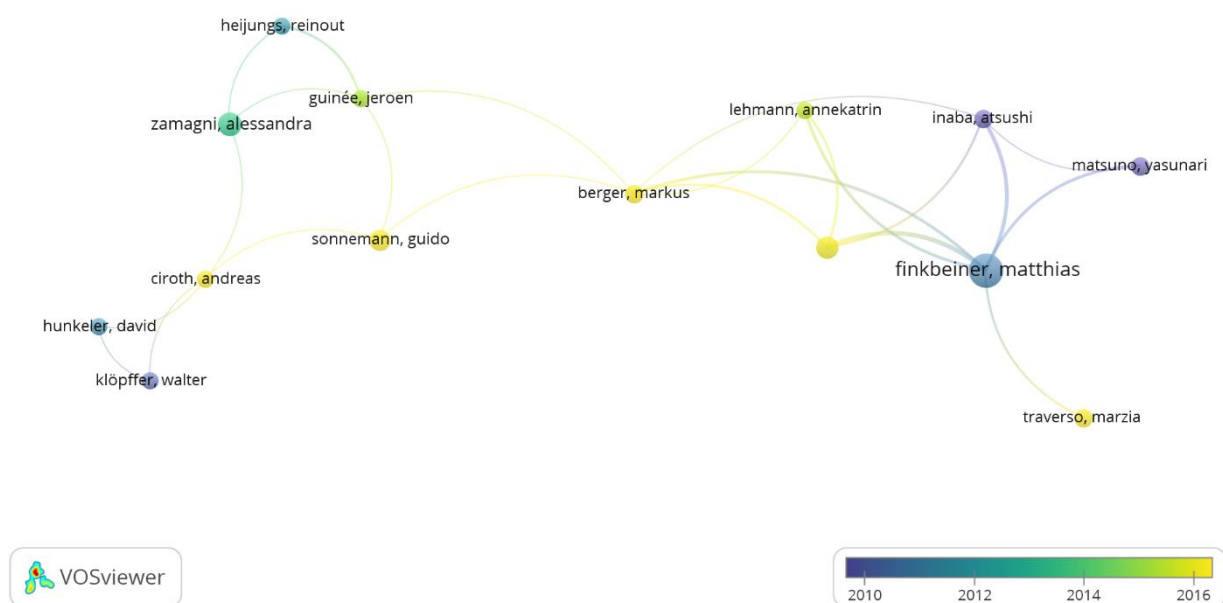 heijungs, reinout
guinée, jeroen
zamagni, alessandra
lehmann, annekatrin
inaba, atsushi
matsuno, yasunari
berger, markus
sonnemann, guido
finkbeiner, matthias
ciroth, andreas
hunkeler, david
klöpffer, walter
traverso, marzia
VOSviewer
2010 2012 2014 2016